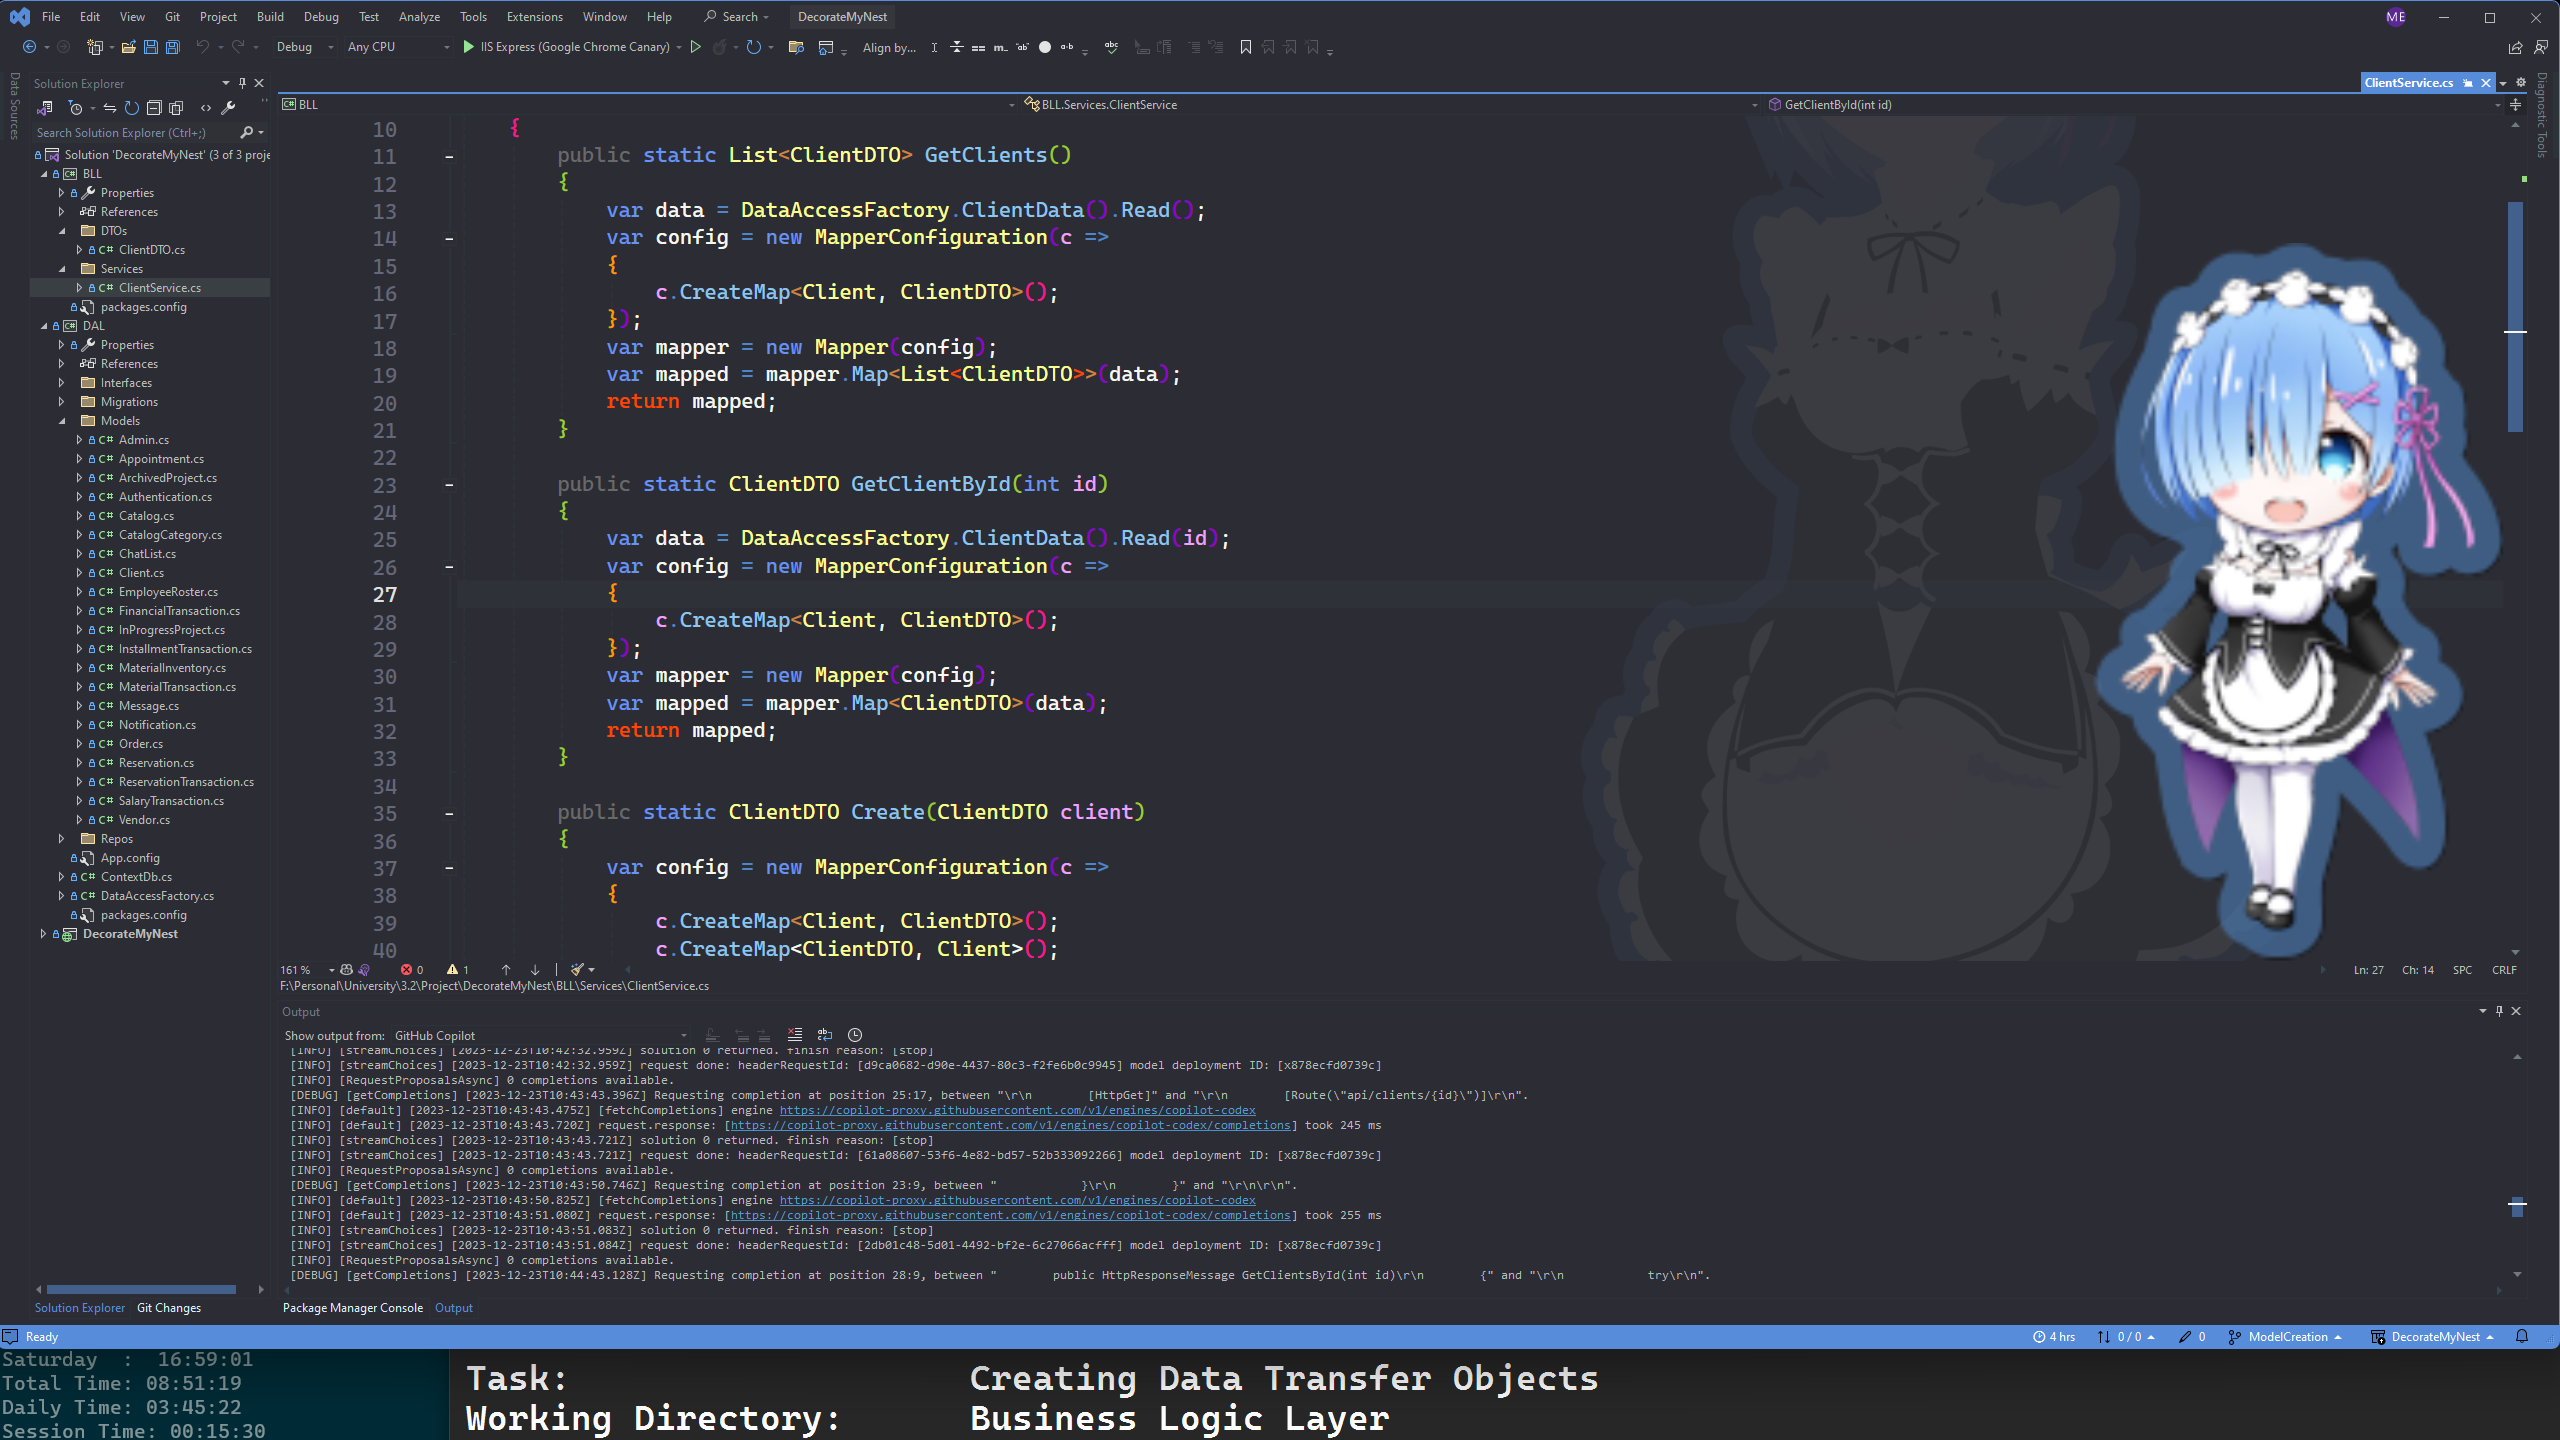 File Edit View Git Project Build Debug Test Analyze Tools Extensions Window Help Search DecorateMyNest ME
Debug Any CPU IIS Express (Google Chrome Canary) Align by...
Data Sources
Solution Explorer
Search Solution Explorer (Ctrl+;)
Solution 'DecorateMyNest' (3 of 3 proje
BLL
Properties
References
DTOs
ClientDTO.cs
Services
ClientService.cs
packages.config
DAL
Properties
References
Interfaces
Migrations
Models
Admin.cs
Appointment.cs
ArchivedProject.cs
Authentication.cs
Catalog.cs
CatalogCategory.cs
ChatList.cs
Client.cs
EmployeeRoster.cs
FinancialTransaction.cs
InProgressProject.cs
InstallmentTransaction.cs
MaterialInventory.cs
MaterialTransaction.cs
Message.cs
Notification.cs
Order.cs
Reservation.cs
ReservationTransaction.cs
SalaryTransaction.cs
Vendor.cs
Repos
App.config
ContextDb.cs
DataAccessFactory.cs
packages.config
DecorateMyNest
Solution Explorer Git Changes
ClientService.cs
Diagnostic Tools
BLL BLL.Services.ClientService GetClientById(int id)
10 {
11 public static List<ClientDTO> GetClients()
12 {
13 var data = DataAccessFactory.ClientData().Read();
14 var config = new MapperConfiguration(c =>
15 {
16 c.CreateMap<Client, ClientDTO>();
17 });
18 var mapper = new Mapper(config);
19 var mapped = mapper.Map<List<ClientDTO>>(data);
20 return mapped;
21 }
22
23 public static ClientDTO GetClientById(int id)
24 {
25 var data = DataAccessFactory.ClientData().Read(id);
26 var config = new MapperConfiguration(c =>
27 {
28 c.CreateMap<Client, ClientDTO>();
29 });
30 var mapper = new Mapper(config);
31 var mapped = mapper.Map<ClientDTO>(data);
32 return mapped;
33 }
34
35 public static ClientDTO Create(ClientDTO client)
36 {
37 var config = new MapperConfiguration(c =>
38 {
39 c.CreateMap<Client, ClientDTO>();
40 c.CreateMap<ClientDTO, Client>();
161 % 0 1 Ln: 27 Ch: 14 SPC CRLF
F:\Personal\University\3.2\Project\DecorateMyNest\BLL\Services\ClientService.cs
Output
Show output from: GitHub Copilot
[INFO] [streamChoices] [2023-12-23T10:42:32.959Z] solution 0 returned. finish reason: [stop]
[INFO] [streamChoices] [2023-12-23T10:42:32.959Z] request done: headerRequestId: [d9ca0682-d90e-4437-80c3-f2fe6b0c9945] model deployment ID: [x878ecfd0739c]
[INFO] [RequestProposalsAsync] 0 completions available.
[DEBUG] [getCompletions] [2023-12-23T10:43:43.396Z] Requesting completion at position 25:17, between "\r\n [HttpGet]" and "\r\n [Route(\"api/clients/{id}\")]\r\n".
[INFO] [default] [2023-12-23T10:43:43.475Z] [fetchCompletions] engine https://copilot-proxy.githubusercontent.com/v1/engines/copilot-codex
[INFO] [default] [2023-12-23T10:43:43.720Z] request.response: [https://copilot-proxy.githubusercontent.com/v1/engines/copilot-codex/completions] took 245 ms
[INFO] [streamChoices] [2023-12-23T10:43:43.721Z] solution 0 returned. finish reason: [stop]
[INFO] [streamChoices] [2023-12-23T10:43:43.721Z] request done: headerRequestId: [61a08607-53f6-4e82-bd57-52b333092266] model deployment ID: [x878ecfd0739c]
[INFO] [RequestProposalsAsync] 0 completions available.
[DEBUG] [getCompletions] [2023-12-23T10:43:50.746Z] Requesting completion at position 23:9, between " }\r\n }" and "\r\n\r\n".
[INFO] [default] [2023-12-23T10:43:50.825Z] [fetchCompletions] engine https://copilot-proxy.githubusercontent.com/v1/engines/copilot-codex
[INFO] [default] [2023-12-23T10:43:51.080Z] request.response: [https://copilot-proxy.githubusercontent.com/v1/engines/copilot-codex/completions] took 255 ms
[INFO] [streamChoices] [2023-12-23T10:43:51.083Z] solution 0 returned. finish reason: [stop]
[INFO] [streamChoices] [2023-12-23T10:43:51.084Z] request done: headerRequestId: [2db01c48-5d01-4492-bf2e-6c27066acfff] model deployment ID: [x878ecfd0739c]
[INFO] [RequestProposalsAsync] 0 completions available.
[DEBUG] [getCompletions] [2023-12-23T10:44:43.128Z] Requesting completion at position 28:9, between " public HttpResponseMessage GetClientsById(int id)\r\n {" and "\r\n try\r\n".
Package Manager Console Output
Ready 4 hrs 0 / 0 0 ModelCreation DecorateMyNest
Saturday : 16:59:01
Total Time: 08:51:19
Daily Time: 03:45:22
Session Time: 00:15:30
Task: Creating Data Transfer Objects
Working Directory: Business Logic Layer